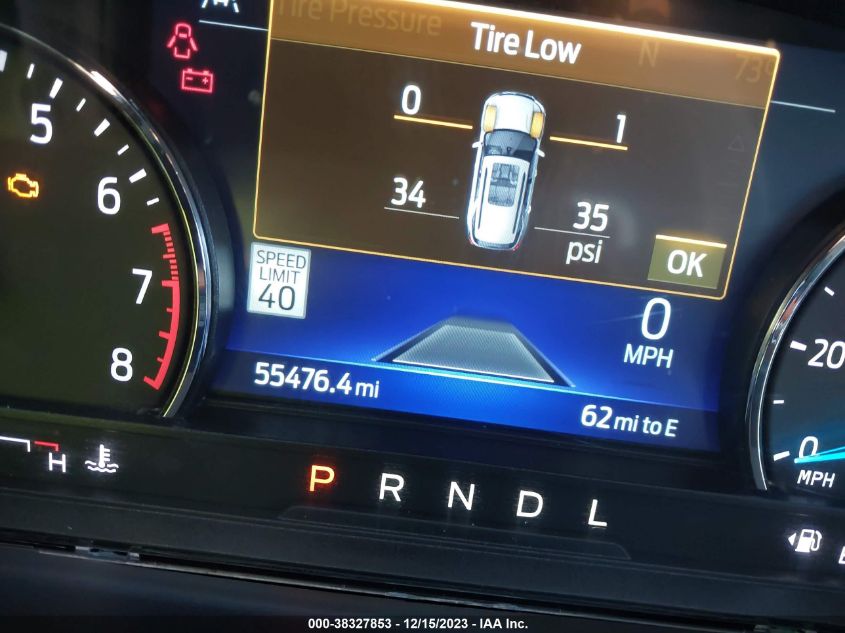 Tire Pressure
N
73°
Tire Low
0
1
34
35
psi
OK
SPEED
LIMIT
40
0
MPH
55476.4 mi
62 mi to E
5
6
7
8
H
P R N D L
20
0
MPH
000-38327853 - 12/15/2023 - IAA Inc.